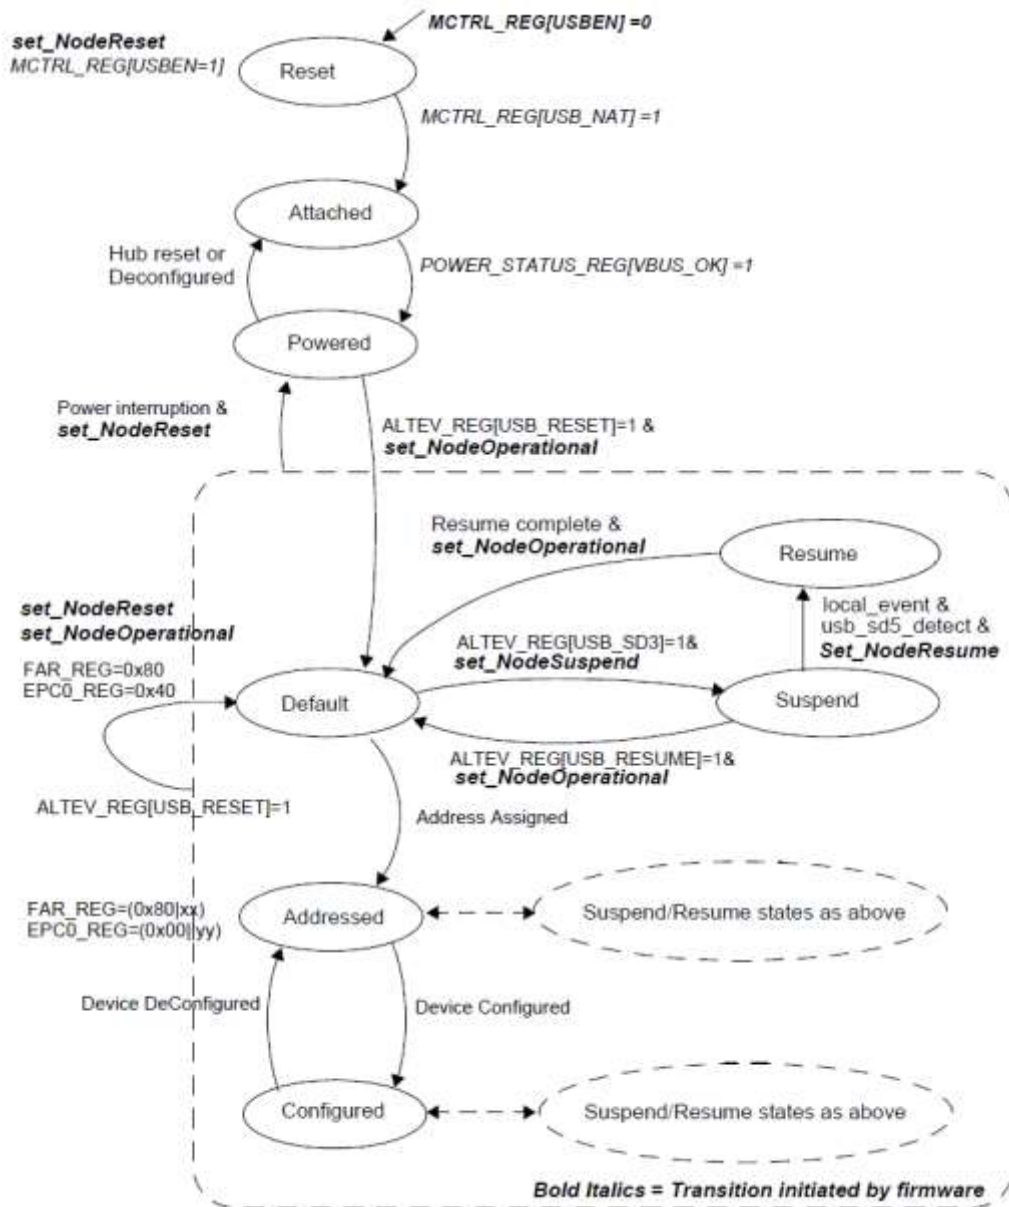 MCTRL_REG[USBEN] =0
set_NodeReset
MCTRL_REG[USBEN=1]
Reset
MCTRL_REG[USB_NAT] =1
Attached
Hub reset or
Deconfigured
POWER_STATUS_REG[VBUS_OK] =1
Powered
Power interruption &
set_NodeReset
ALTEV_REG[USB_RESET]=1 &
set_NodeOperational
Resume complete &
set_NodeOperational
Resume
local_event &
usb_sd5_detect &
Set_NodeResume
set_NodeReset
set_NodeOperational
FAR_REG=0x80
EPC0_REG=0x40
ALTEV_REG[USB_SD3]=1&
set_NodeSuspend
Default
Suspend
ALTEV_REG[USB_RESUME]=1&
set_NodeOperational
ALTEV_REG[USB_RESET]=1
Address Assigned
FAR_REG=(0x80|xx)
EPC0_REG=(0x00||yy)
Addressed
Suspend/Resume states as above
Device DeConfigured
Device Configured
Configured
Suspend/Resume states as above
Bold Italics = Transition initiated by firmware